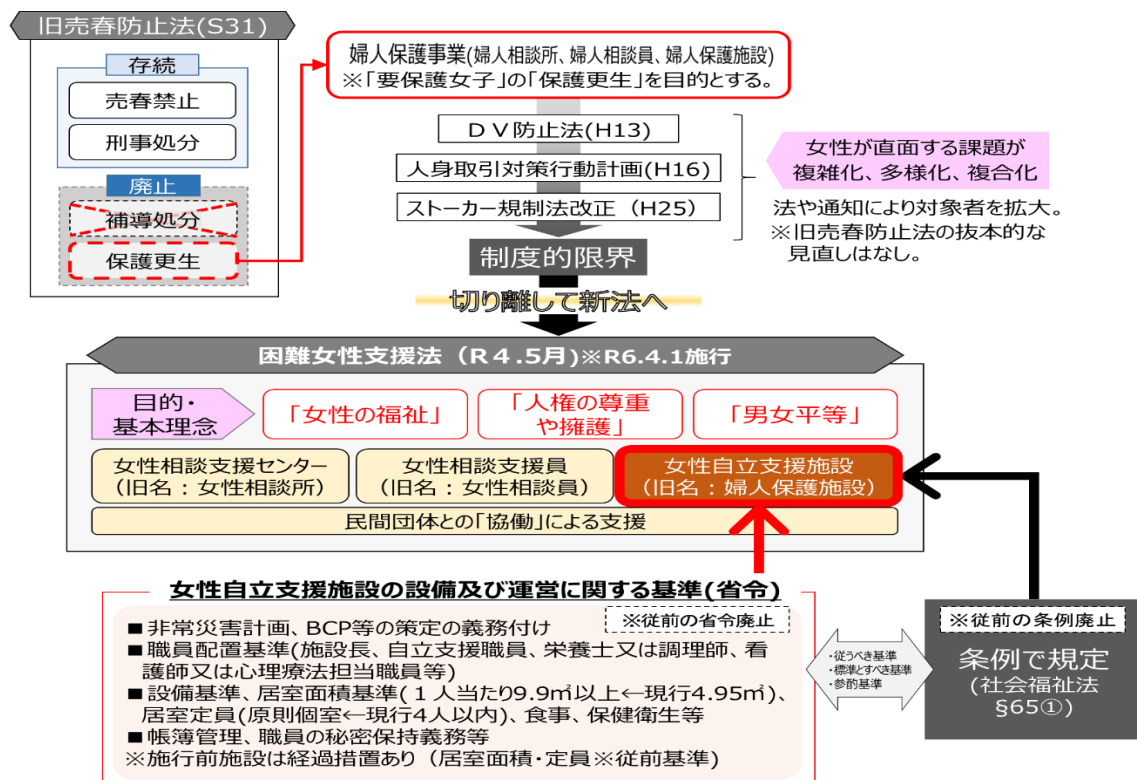 旧売春防止法(S31)
存続
売春禁止
刑事処分
廃止
補導処分
保護更生
婦人保護事業(婦人相談所、婦人相談員、婦人保護施設)
※「要保護女子」の「保護更生」を目的とする。
ＤＶ防止法(H13)
人身取引対策行動計画(H16)
ストーカー規制法改正（H25）
制度的限界
女性が直面する課題が
複雑化、多様化、複合化
法や通知により対象者を拡大。
※旧売春防止法の抜本的な
見直しはなし。
切り離して新法へ
困難女性支援法（Ｒ４.5月）※R6.4.1施行
目的・
基本理念
「女性の福祉」
「人権の尊重
や擁護」
「男女平等」
女性相談支援センター
（旧名：女性相談所）
女性相談支援員
（旧名：女性相談員）
女性自立支援施設
（旧名：婦人保護施設）
民間団体との「協働」による支援
女性自立支援施設の設備及び運営に関する基準(省令)
※従前の省令廃止
■非常災害計画、BCP等の策定の義務付け
■職員配置基準(施設長、自立支援職員、栄養士又は調理師、看
護師又は心理療法担当職員等)
■設備基準、居室面積基準(１人当たり9.9㎡以上←現行4.95㎡)、
居室定員(原則個室←現行4人以内)、食事、保健衛生等
■帳簿管理、職員の秘密保持義務等
※施行前施設は経過措置あり（居室面積・定員※従前基準）
・従うべき基準
・標準とすべき基準
・参酌基準
※従前の条例廃止
条例で規定
(社会福祉法
§65①)